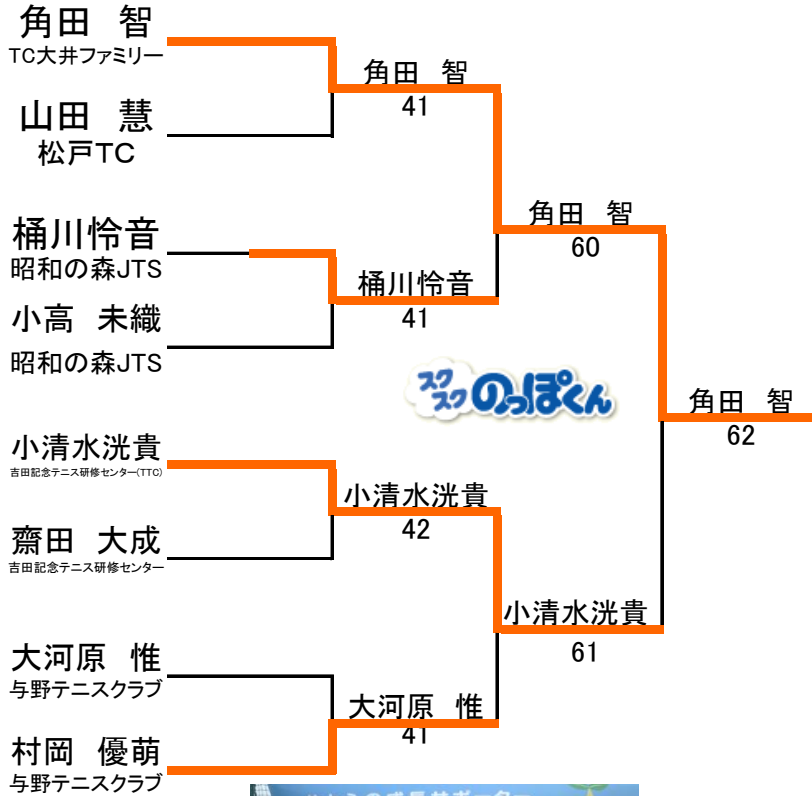 角田　智
TC大井ファミリー
山田　慧
松戸TC
桶川怜音
昭和の森JTS
小高　未織
昭和の森JTS
小清水洸貴
吉田記念テニス研修センター(TTC)
齋田　大成
吉田記念テニス研修センター
大河原　惟
与野テニスクラブ
村岡　優萌
与野テニスクラブ
角田　智
41
桶川怜音
41
小清水洸貴
42
大河原　惟
41
角田　智
60
小清水洸貴
61
角田　智
62
スクスクのっぽくん